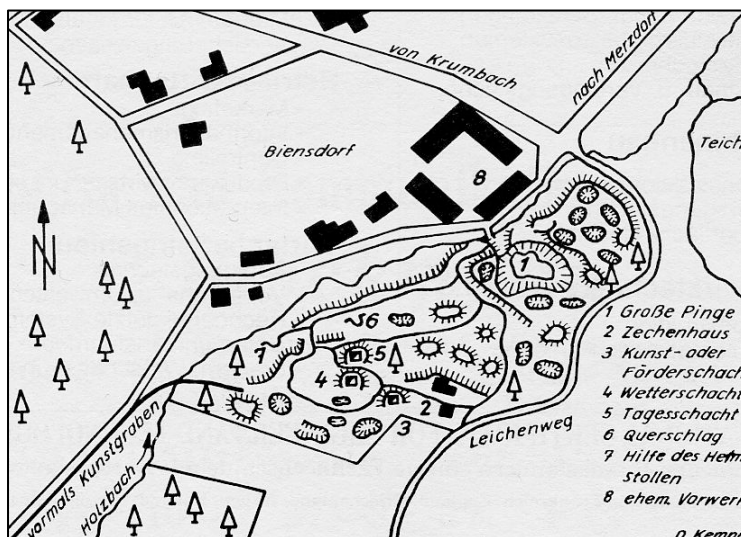 von Krumbach
nach Merzdorf
Teich
Biensdorf
8
N
1
6
7
5
4
2
3
Leichenweg
vormals Kunstgraben
Holzbach
1 Große Pinge
2 Zechenhaus
3 Kunst- oder
Förderschach
4 Wetterschacht
5 Tagesschacht
6 Querschlag
7 Hilfe des Herrn
Stollen
8 ehem. Vorwerk